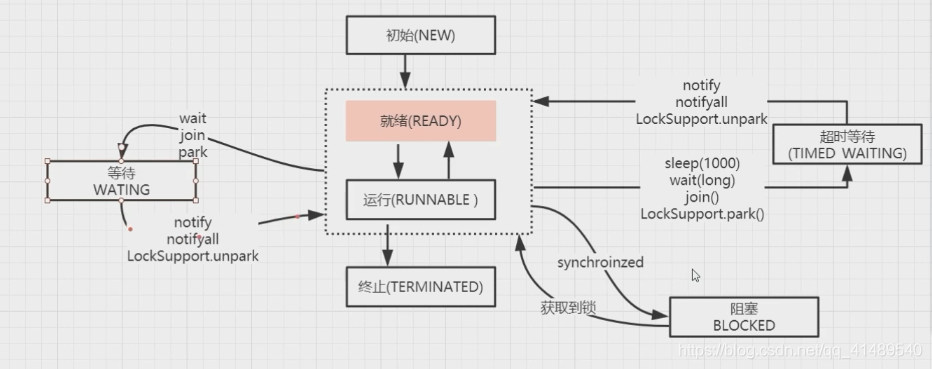 初始(NEW)
就绪(READY)
运行(RUNNABLE )
终止(TERMINATED)
wait
join
park
等待
WATING
notify
notifyall
LockSupport.unpark
notify
notifyall
LockSupport.unpark
超时等待
(TIMED WAITING)
sleep(1000)
wait(long)
join()
LockSupport.park()
synchroinzed
获取到锁
阻塞
BLOCKED
https://blog.csdn.net/qq_41489540